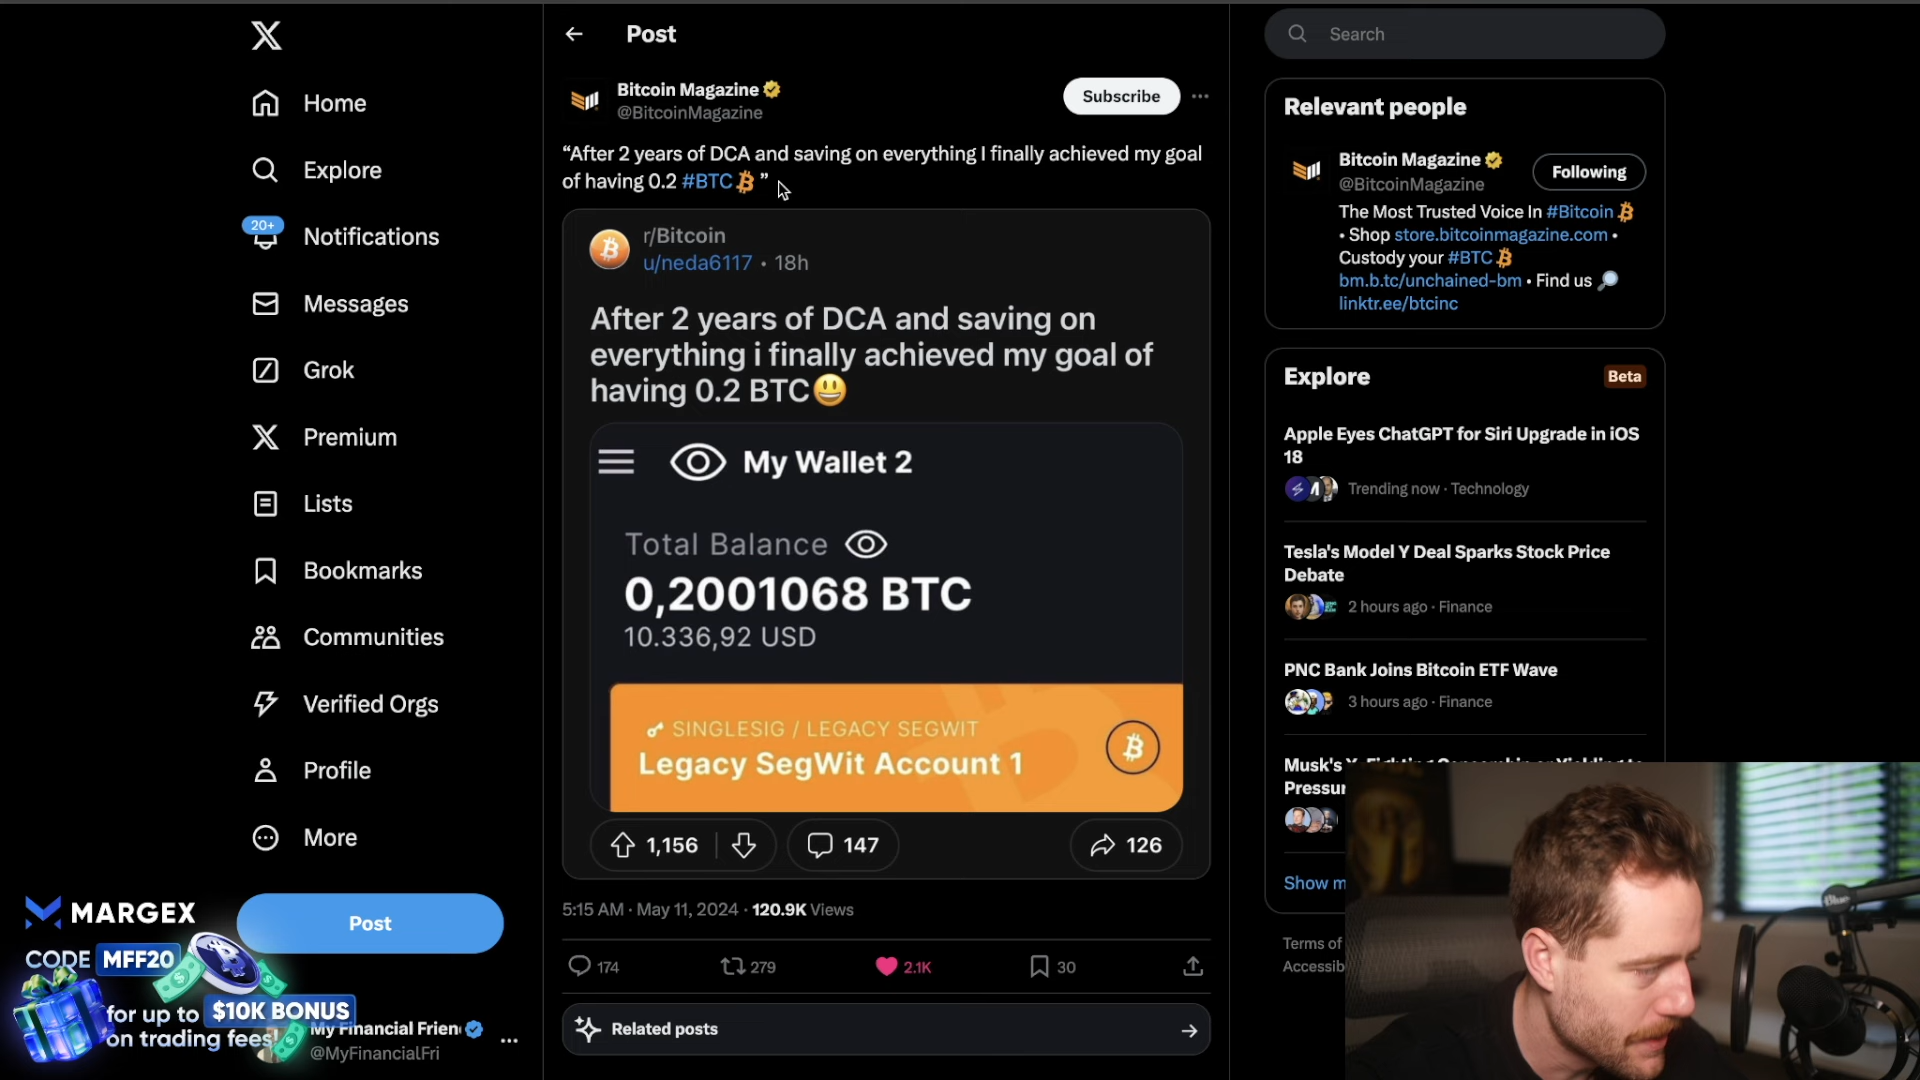 Home
Explore
20+
Notifications
Messages
Grok
Premium
Lists
Bookmarks
Communities
Verified Orgs
Profile
More
Post
MARGEX
CODE MFF20
for up to $10K BONUS
on trading fees!
My Financial Frien
@MyFinancialFri
Post
Bitcoin Magazine
@BitcoinMagazine
Subscribe
“After 2 years of DCA and saving on everything I finally achieved my goal
of having 0.2 #BTC ”
r/Bitcoin
u/neda6117 • 18h
After 2 years of DCA and saving on
everything i finally achieved my goal of
having 0.2 BTC😃
My Wallet 2
Total Balance
0,2001068 BTC
10.336,92 USD
SINGLESIG / LEGACY SEGWIT
Legacy SegWit Account 1
1,156
147
126
5:15 AM · May 11, 2024 · 120.9K Views
174
279
2.1K
30
Related posts
Search
Relevant people
Bitcoin Magazine
@BitcoinMagazine
Following
The Most Trusted Voice In #Bitcoin
• Shop store.bitcoinmagazine.com •
Custody your #BTC
bm.b.tc/unchained-bm • Find us 🔎
linktr.ee/btcinc
Explore
Beta
Apple Eyes ChatGPT for Siri Upgrade in iOS
18
Trending now · Technology
Tesla's Model Y Deal Sparks Stock Price
Debate
2 hours ago · Finance
PNC Bank Joins Bitcoin ETF Wave
3 hours ago · Finance
Musk's
Show
Terms of
Blue